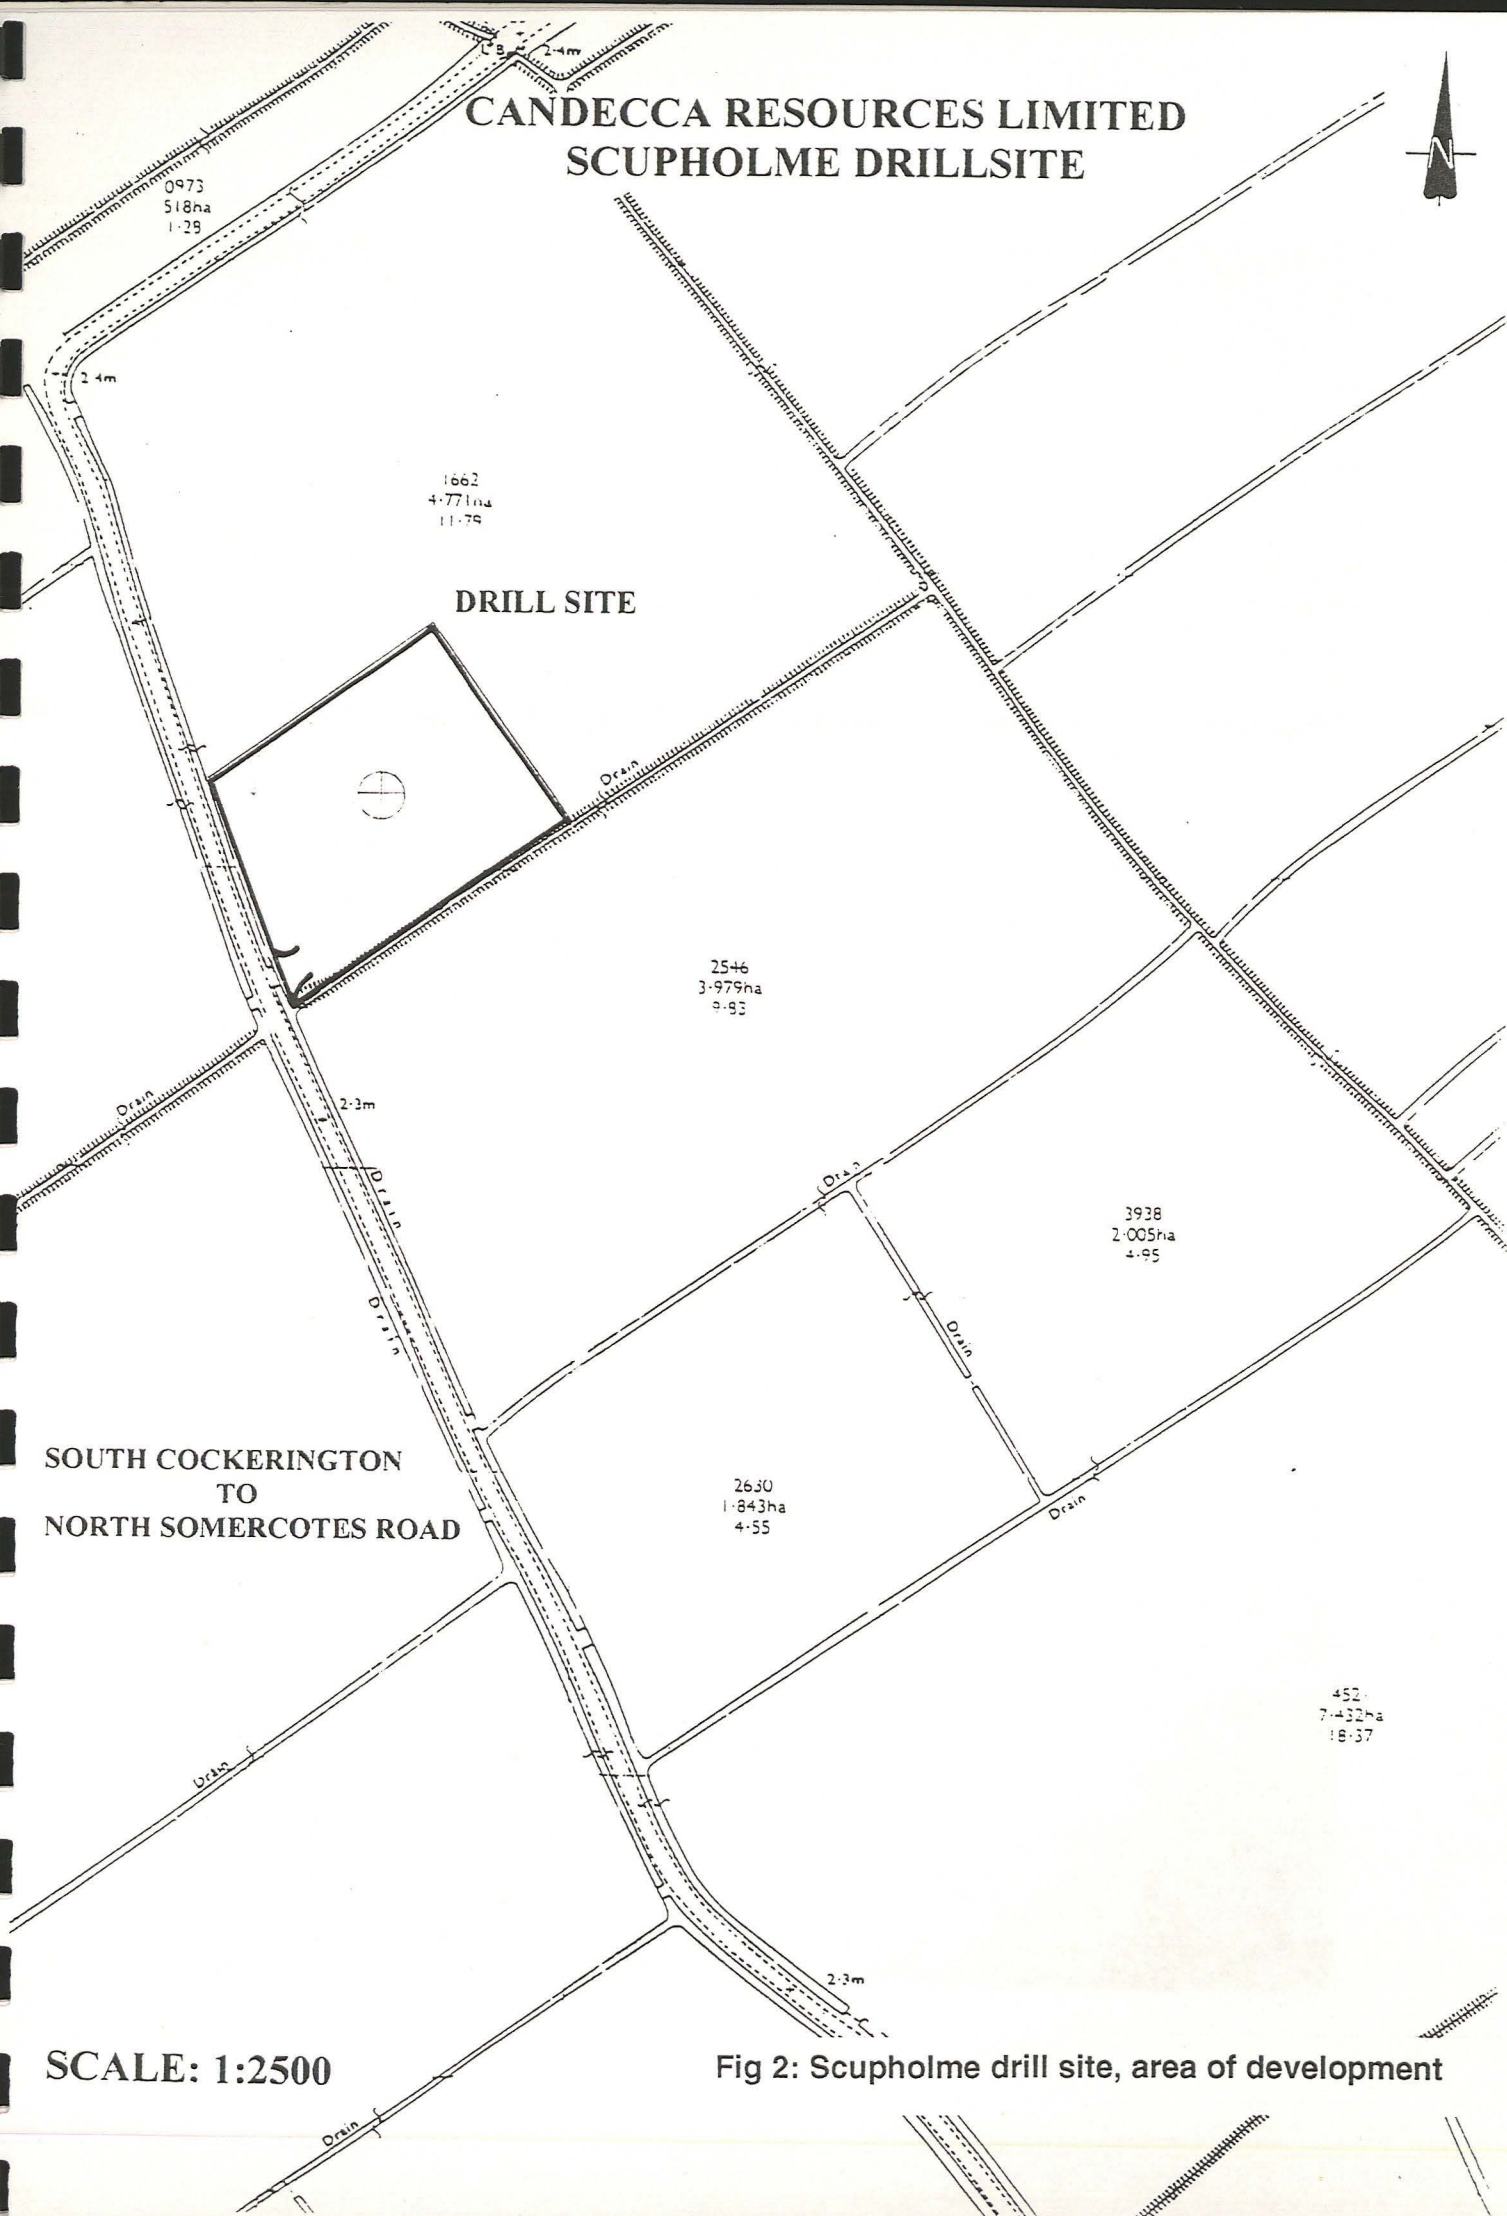 L B
2·4m
CANDECCA RESOURCES LIMITED
SCUPHOLME DRILLSITE
N
0973
518ha
1·28
2·4m
1662
4·771ha
11·79
DRILL SITE
Drain
2546
3·979ha
9·83
Drain
2·3m
Drain
Drain
3938
2·005ha
4·95
Drain
Drain
SOUTH COCKERINGTON
TO
NORTH SOMERCOTES ROAD
2630
1·843ha
4·55
Drain
7·432ha
18·37
Drain
2·3m
SCALE: 1:2500
Fig 2: Scupholme drill site, area of development
Drain